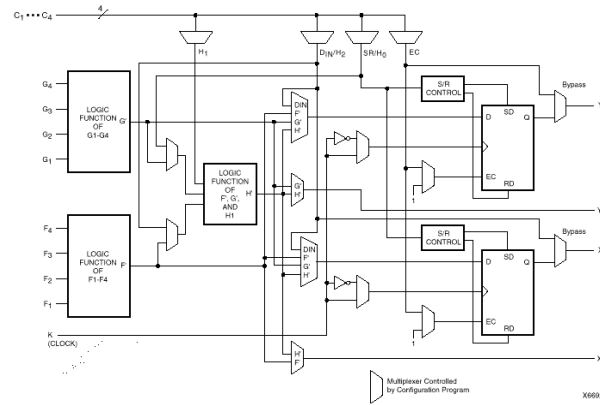 C1 ••• C4
4
H1
DIN/H2
SR/H0
EC
G4
G3
G2
G1
LOGIC
FUNCTION
OF
G1-G4
G'
DIN
F'
G'
H'
S/R
CONTROL
Bypass
D
SD
Q
EC
RD
1
Y
LOGIC
FUNCTION
OF
F', G',
AND
H1
H'
G'
H'
Y
F4
F3
F2
F1
LOGIC
FUNCTION
OF
F1-F4
F'
DIN
F'
G'
H'
S/R
CONTROL
Bypass
D
SD
Q
EC
RD
1
X
K
(CLOCK)
H'
F'
X
Multiplexer Controlled
by Configuration Program
X669